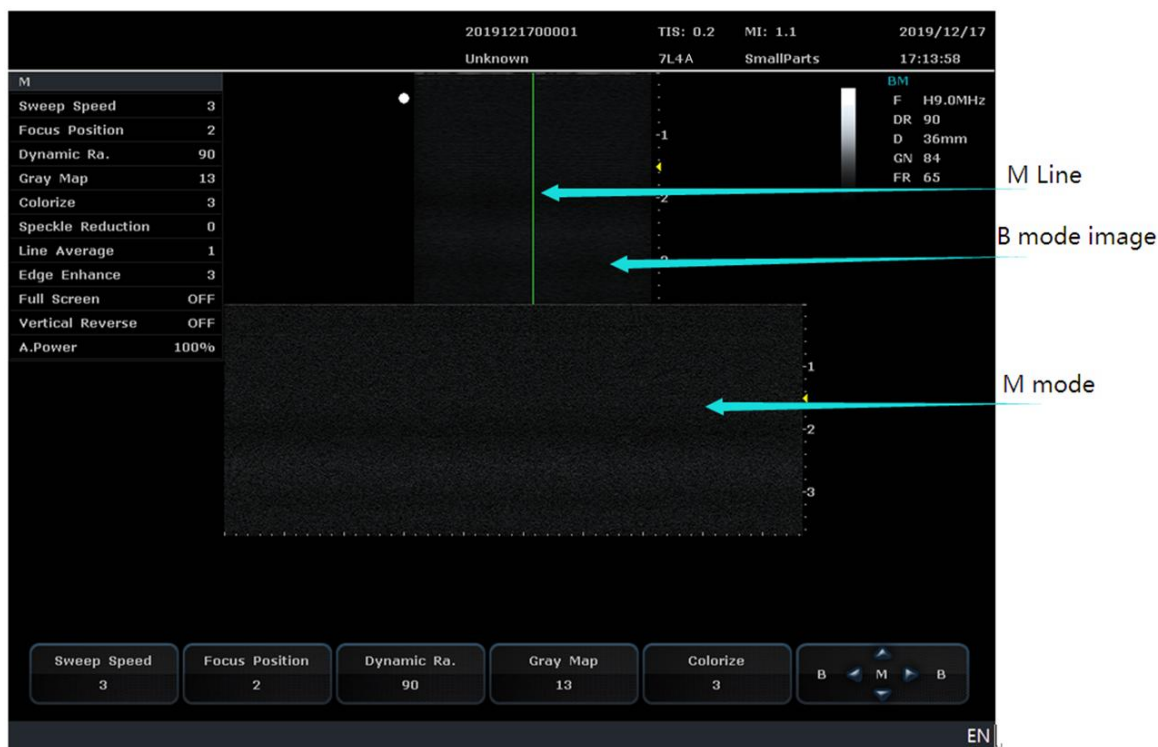 2019121700001 TIS: 0.2 MI: 1.1 2019/12/17
Unknown 7L4A SmallParts 17:13:58
M
Sweep Speed 3
Focus Position 2
Dynamic Ra. 90
Gray Map 13
Colorize 3
Speckle Reduction 0
Line Average 1
Edge Enhance 3
Full Screen OFF
Vertical Reverse OFF
A.Power 100%
-1
-2
-3
BM
F H9.0MHz
DR 90
D 36mm
GN 84
FR 65
M Line
B mode image
-1
-2
-3
M mode
Sweep Speed
3
Focus Position
2
Dynamic Ra.
90
Gray Map
13
Colorize
3
B M B
EN